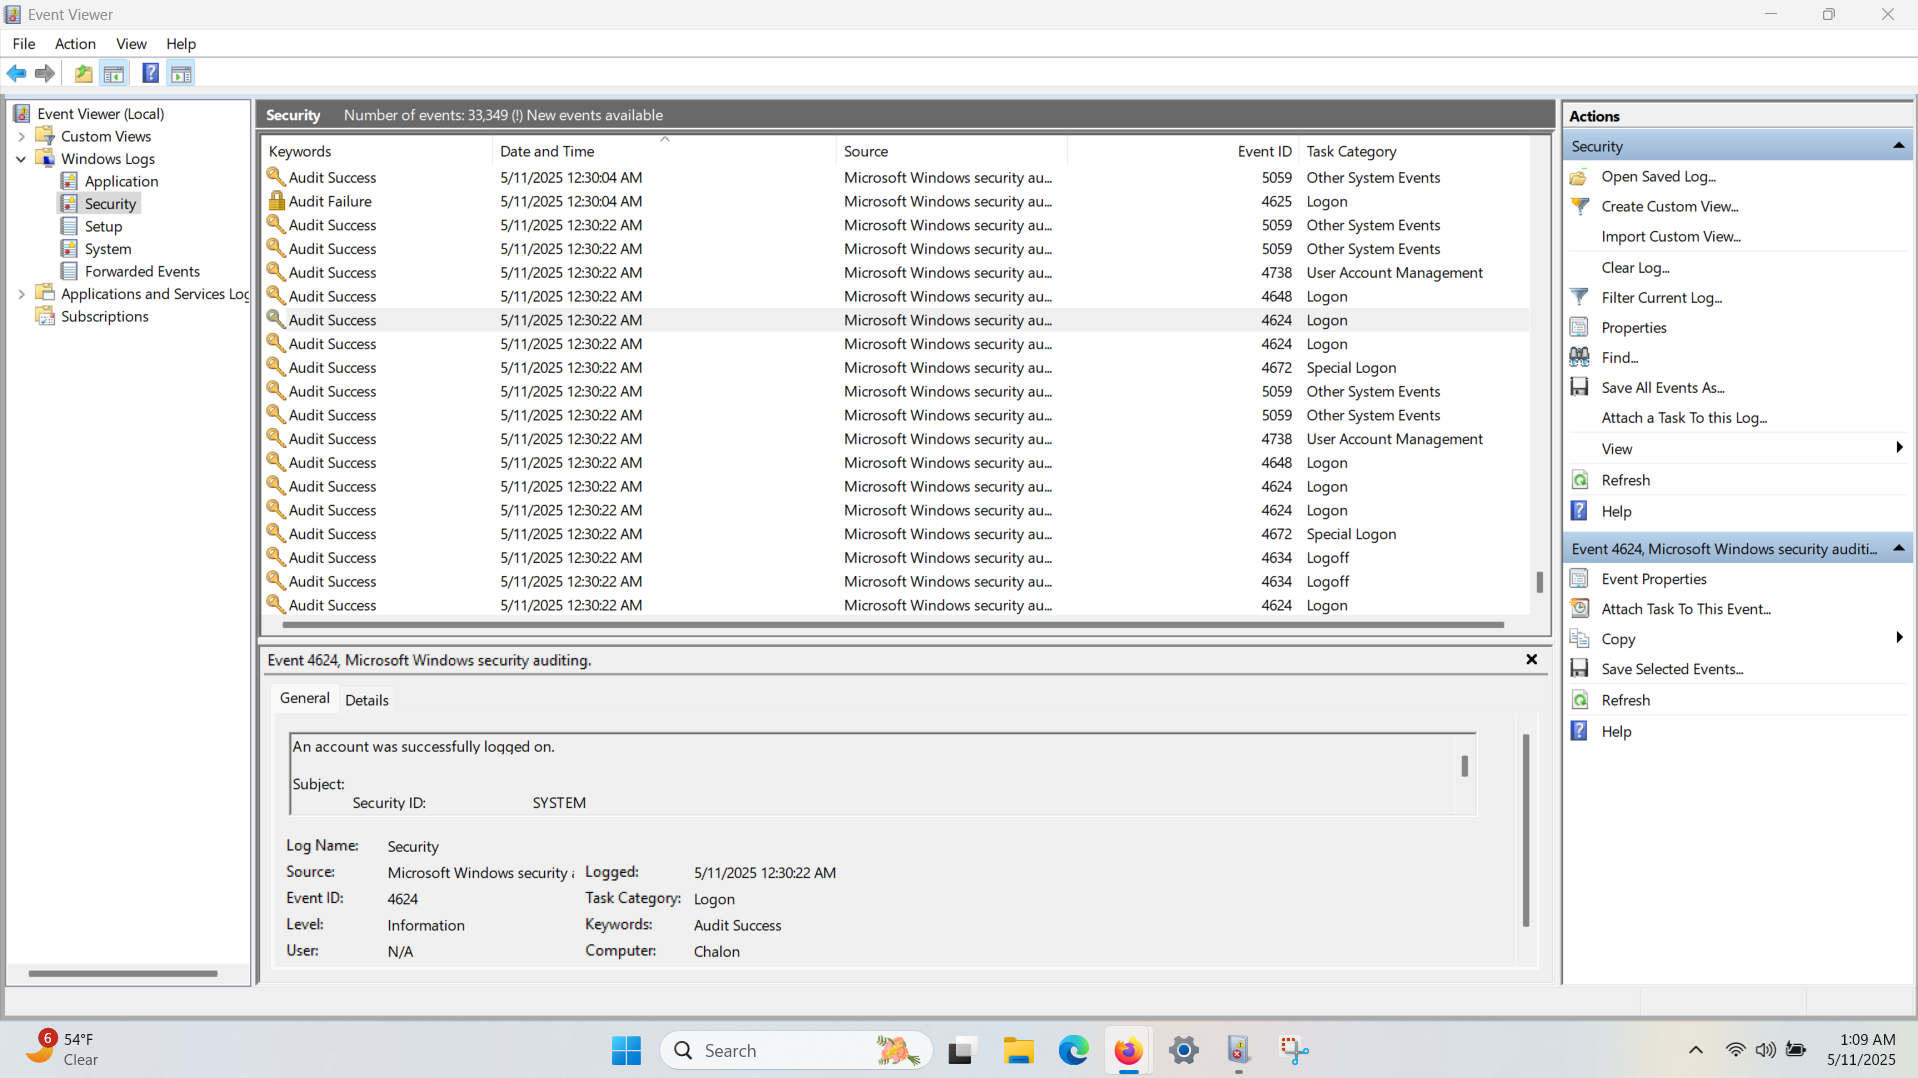 Event Viewer
File Action View Help
Event Viewer (Local)
Custom Views
Windows Logs
Application
Security
Setup
System
Forwarded Events
Applications and Services Log
Subscriptions
Security Number of events: 33,349 (!) New events available
Keywords Date and Time Source Event ID Task Category
Audit Success 5/11/2025 12:30:04 AM Microsoft Windows security au... 5059 Other System Events
Audit Failure 5/11/2025 12:30:04 AM Microsoft Windows security au... 4625 Logon
Audit Success 5/11/2025 12:30:22 AM Microsoft Windows security au... 5059 Other System Events
Audit Success 5/11/2025 12:30:22 AM Microsoft Windows security au... 5059 Other System Events
Audit Success 5/11/2025 12:30:22 AM Microsoft Windows security au... 4738 User Account Management
Audit Success 5/11/2025 12:30:22 AM Microsoft Windows security au... 4648 Logon
Audit Success 5/11/2025 12:30:22 AM Microsoft Windows security au... 4624 Logon
Audit Success 5/11/2025 12:30:22 AM Microsoft Windows security au... 4624 Logon
Audit Success 5/11/2025 12:30:22 AM Microsoft Windows security au... 4672 Special Logon
Audit Success 5/11/2025 12:30:22 AM Microsoft Windows security au... 5059 Other System Events
Audit Success 5/11/2025 12:30:22 AM Microsoft Windows security au... 5059 Other System Events
Audit Success 5/11/2025 12:30:22 AM Microsoft Windows security au... 4738 User Account Management
Audit Success 5/11/2025 12:30:22 AM Microsoft Windows security au... 4648 Logon
Audit Success 5/11/2025 12:30:22 AM Microsoft Windows security au... 4624 Logon
Audit Success 5/11/2025 12:30:22 AM Microsoft Windows security au... 4624 Logon
Audit Success 5/11/2025 12:30:22 AM Microsoft Windows security au... 4672 Special Logon
Audit Success 5/11/2025 12:30:22 AM Microsoft Windows security au... 4634 Logoff
Audit Success 5/11/2025 12:30:22 AM Microsoft Windows security au... 4634 Logoff
Audit Success 5/11/2025 12:30:22 AM Microsoft Windows security au... 4624 Logon
Event 4624, Microsoft Windows security auditing.
General Details
An account was successfully logged on.
Subject:
Security ID: SYSTEM
Log Name: Security
Source: Microsoft Windows security Logged: 5/11/2025 12:30:22 AM
Event ID: 4624 Task Category: Logon
Level: Information Keywords: Audit Success
User: N/A Computer: Chalon
Actions
Security
Open Saved Log...
Create Custom View...
Import Custom View...
Clear Log...
Filter Current Log...
Properties
Find...
Save All Events As...
Attach a Task To this Log...
View
Refresh
Help
Event 4624, Microsoft Windows security auditi...
Event Properties
Attach Task To This Event...
Copy
Save Selected Events...
Refresh
Help
6 54°F
Clear
Search
1:09 AM
5/11/2025